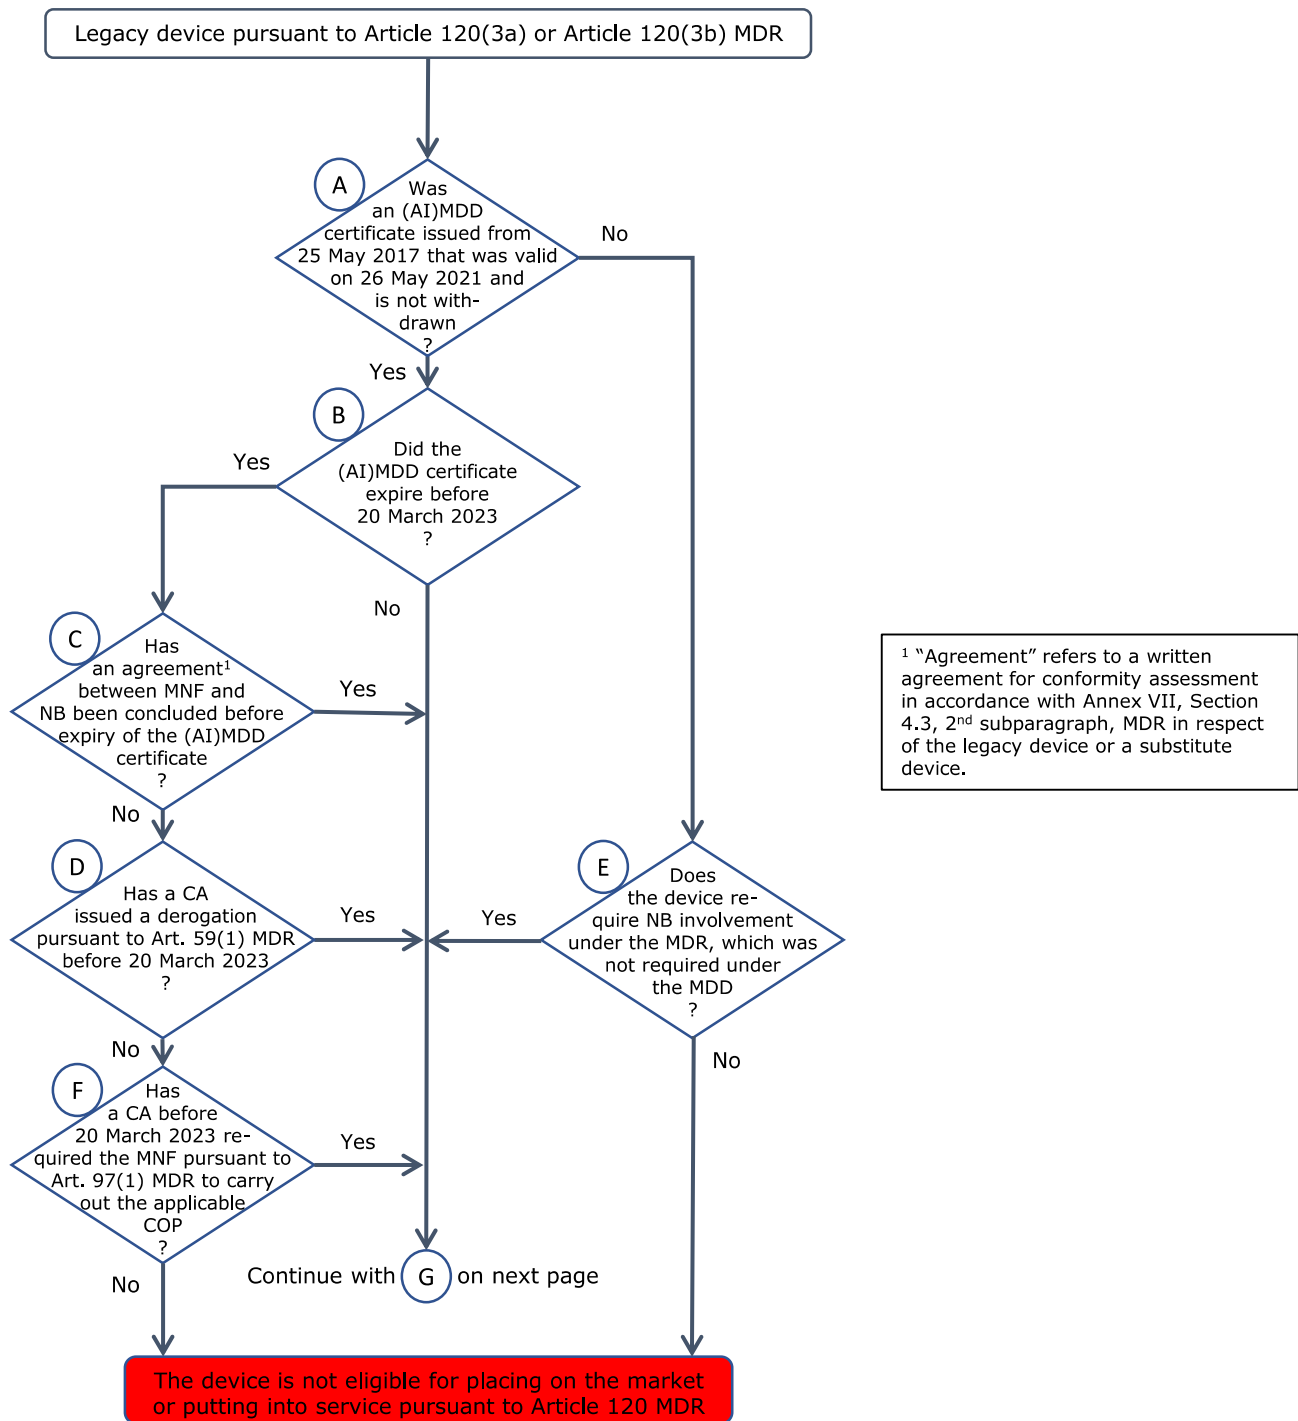 Legacy device pursuant to Article 120(3a) or Article 120(3b) MDR
A
Was
an (AI)MDD
certificate issued from
25 May 2017 that was valid
on 26 May 2021 and
is not with-
drawn
?
No
Yes
B
Did the
(AI)MDD certificate
expire before
20 March 2023
?
Yes
No
C
Has
an agreement¹
between MNF and
NB been concluded before
expiry of the (AI)MDD
certificate
?
Yes
No
¹ “Agreement” refers to a written
agreement for conformity assessment
in accordance with Annex VII, Section
4.3, 2nd subparagraph, MDR in respect
of the legacy device or a substitute
device.
D
Has a CA
issued a derogation
pursuant to Art. 59(1) MDR
before 20 March 2023
?
Yes
No
E
Does
the device re-
quire NB involvement
under the MDR, which was
not required under
the MDD
?
Yes
No
F
Has
a CA before
20 March 2023 re-
quired the MNF pursuant to
Art. 97(1) MDR to carry
out the applicable
COP
?
Yes
No
Continue with G on next page
The device is not eligible for placing on the market
or putting into service pursuant to Article 120 MDR